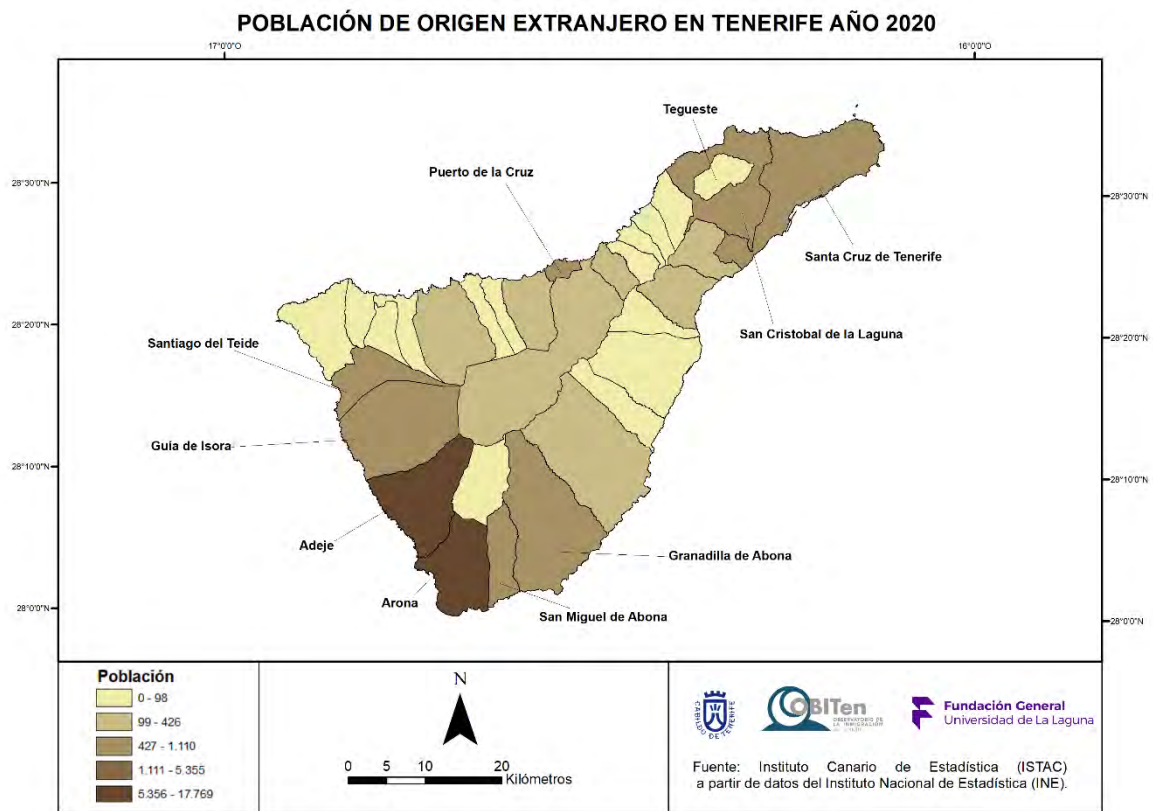 POBLACIÓN DE ORIGEN EXTRANJERO EN TENERIFE AÑO 2020
17°0'0"O
16°0'0"O
Tegueste
Puerto de la Cruz
28°30'0"N
28°30'0"N
Santa Cruz de Tenerife
28°20'0"N
San Cristobal de la Laguna
28°20'0"N
Santiago del Teide
Guía de Isora
28°10'0"N
28°10'0"N
Adeje
Granadilla de Abona
Arona
San Miguel de Abona
28°0'0"N
28°0'0"N
Población
0 - 98
99 - 426
427 - 1.110
1.111 - 5.355
5.356 - 17.769
N
0 5 10 20
Kilómetros
CABILDO DE TENERIFE
OBITen
OBSERVATORIO DE
LA INMIGRACIÓN
Fundación General
Universidad de La Laguna
Fuente: Instituto Canario de Estadística (ISTAC)
a partir de datos del Instituto Nacional de Estadística (INE).